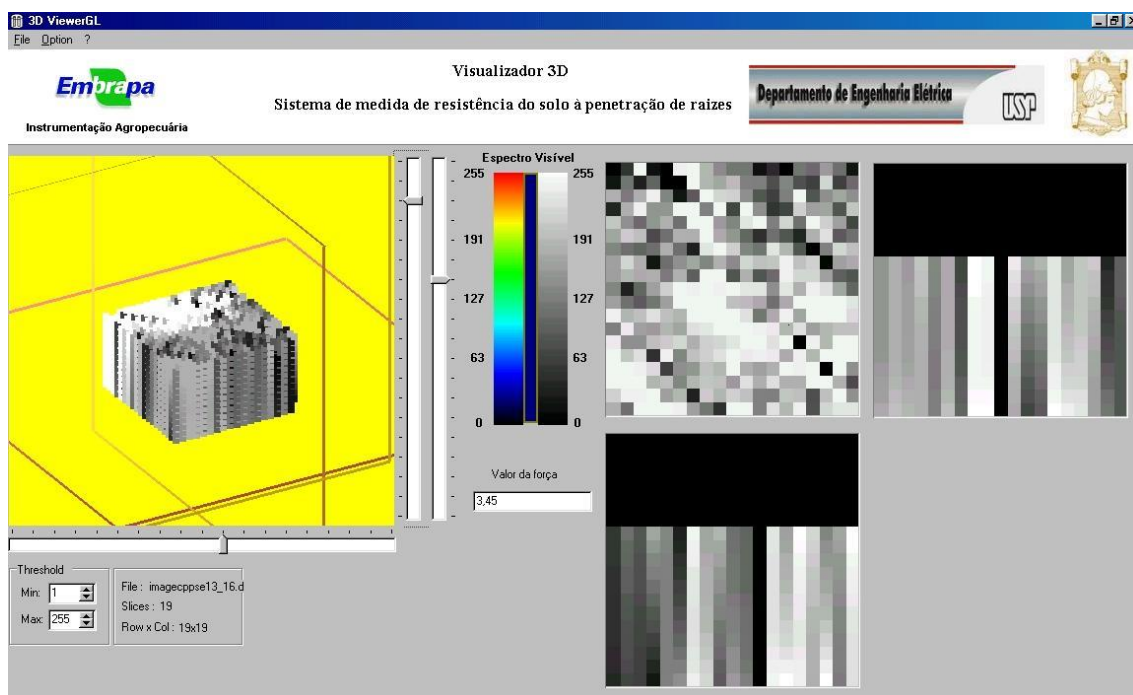 3D ViewerGL
File Option ?
Embrapa
Instrumentação Agropecuária
Visualizador 3D
Sistema de medida de resistência do solo à penetração de raizes
Departamento de Engenharia Elétrica
USP
Espectro Visível
255 255
191 191
127 127
63 63
0 0
Valor da força
3,45
Threshold
Min: 1
Max: 255
File : imagecppse13_16.d
Slices : 19
Row x Col : 19x19